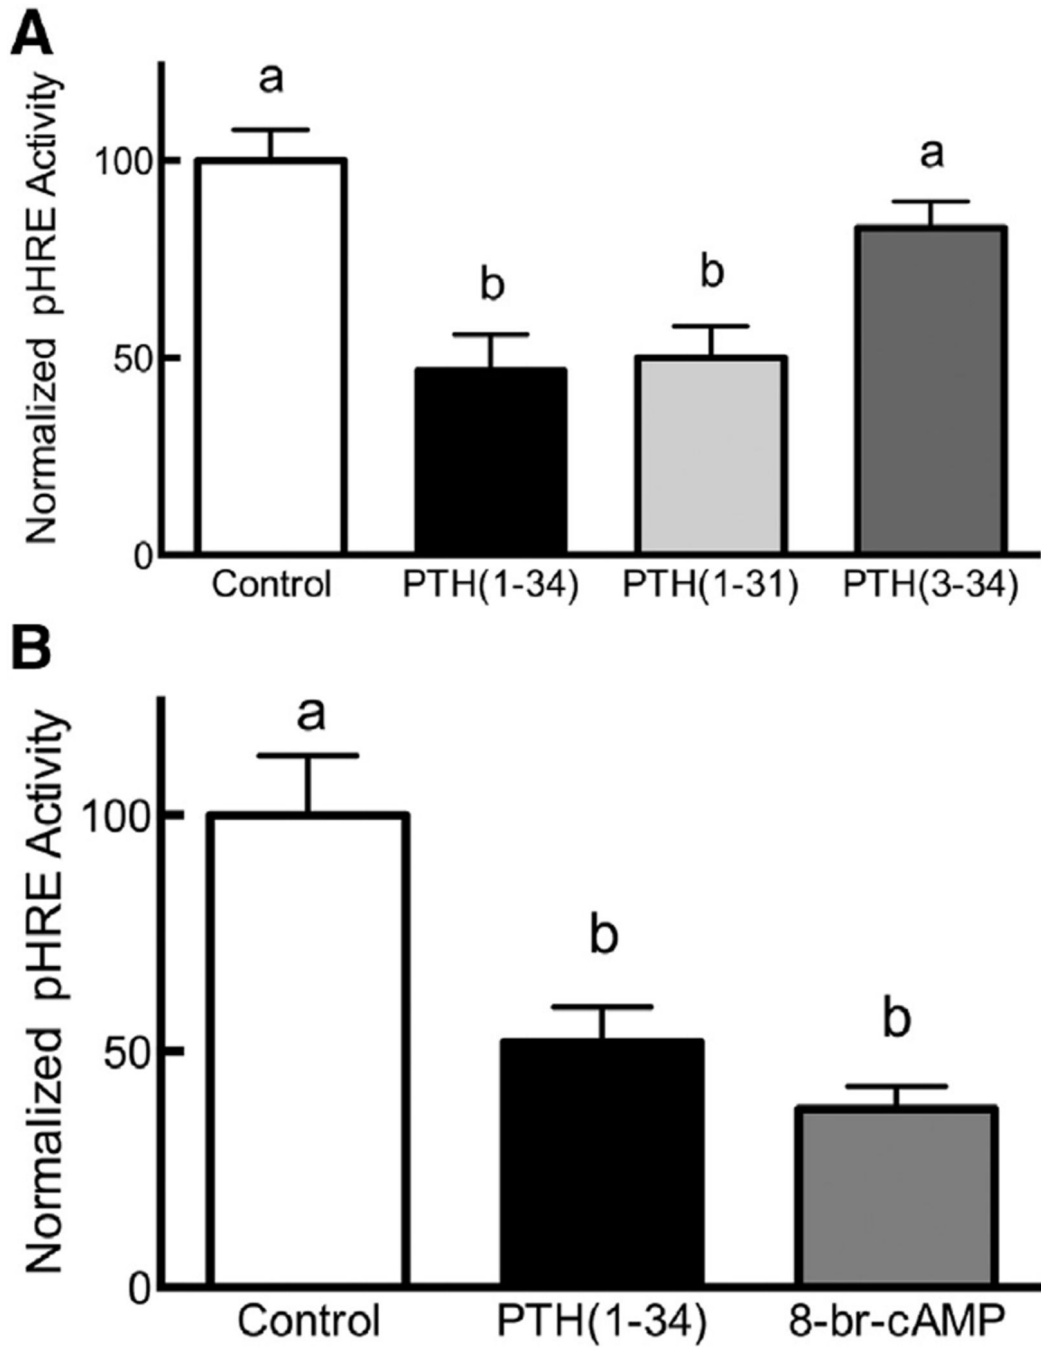 A
Normalized pHRE Activity
a
100
a
b
b
50
0
Control PTH(1-34) PTH(1-31) PTH(3-34)
B
Normalized pHRE Activity
a
100
b
b
50
0
Control PTH(1-34) 8-br-cAMP